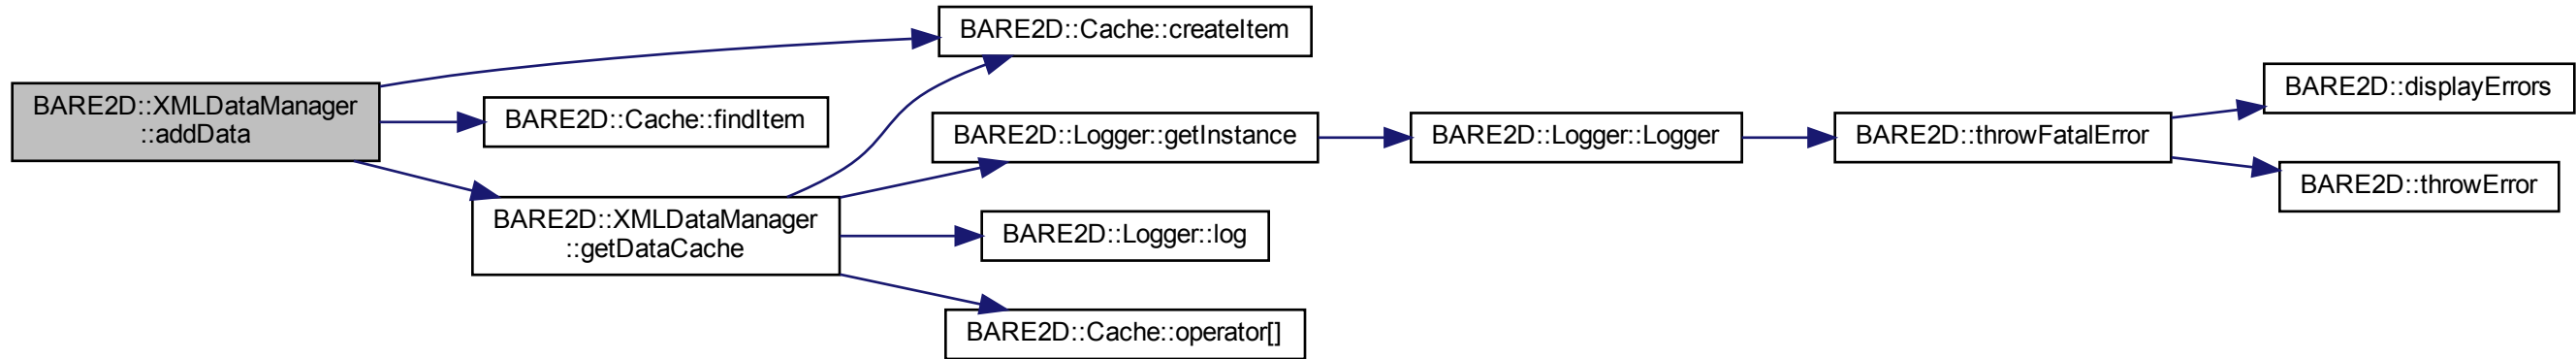 BARE2D::XMLDataManager
::addData
BARE2D::Cache::createItem
BARE2D::Cache::findItem
BARE2D::XMLDataManager
::getDataCache
BARE2D::Logger::getInstance
BARE2D::Logger::log
BARE2D::Cache::operator[]
BARE2D::Logger::Logger
BARE2D::throwFatalError
BARE2D::displayErrors
BARE2D::throwError